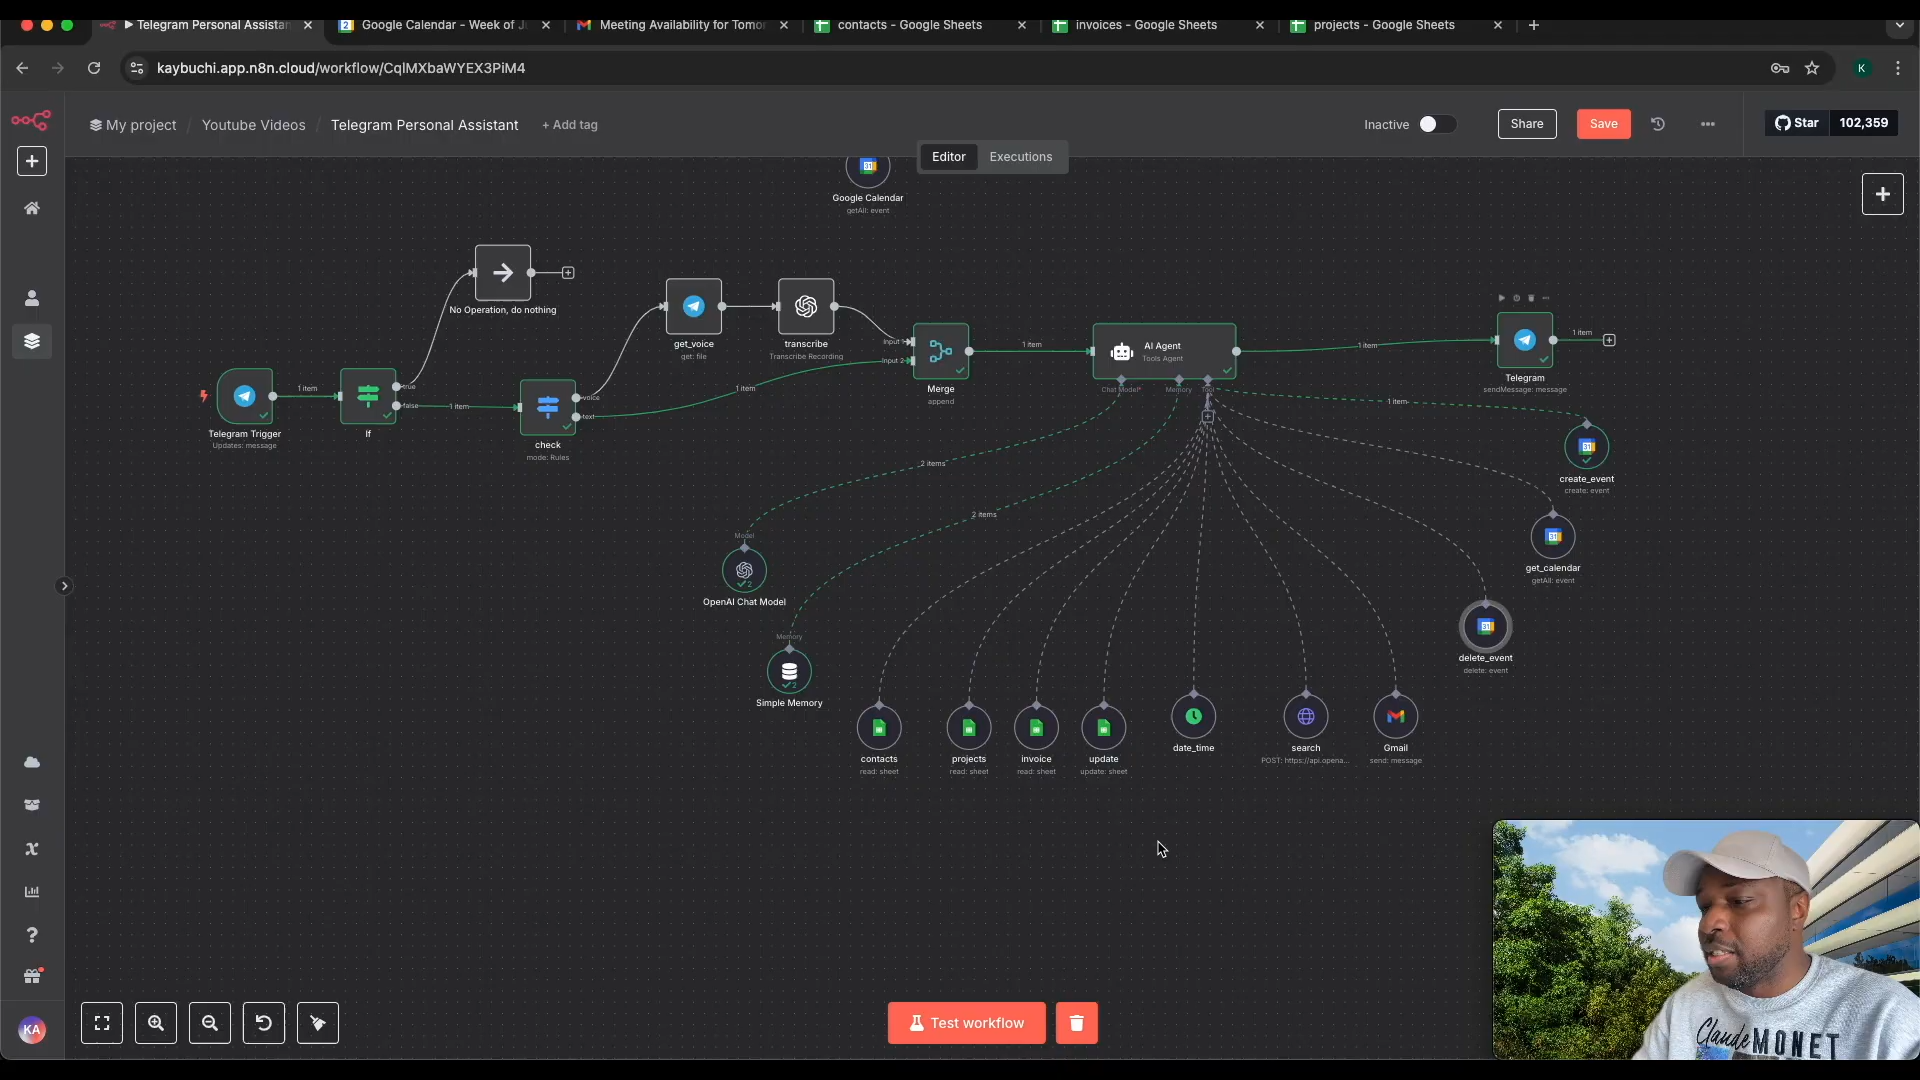 Telegram Personal Assistan
Google Calendar - Week of J
Meeting Availability for Tomor
contacts - Google Sheets
invoices - Google Sheets
projects - Google Sheets
kaybuchi.app.n8n.cloud/workflow/CqlMXbaWYEX3PiM4
K
My project / Youtube Videos / Telegram Personal Assistant + Add tag
Inactive
Share
Save
Star 102,359
Editor Executions
Google Calendar
getAll: event
No Operation, do nothing
get_voice
get: file
transcribe
Transcribe Recording
Input 1
Input 2
Merge
append
1 item
AI Agent
Tools Agent
Chat Model*
Memory
Tool
1 item
Telegram
sendMessage: message
1 item
Telegram Trigger
Updates: message
1 item
If
true
false
1 item
check
mode: Rules
voice
text
1 item
1 item
create_event
create: event
get_calendar
getAll: event
delete_event
delete: event
2 items
2 items
Model
2
OpenAI Chat Model
Memory
2
Simple Memory
contacts
read: sheet
projects
read: sheet
invoice
read: sheet
update
update: sheet
date_time
search
POST: https://api.opena...
Gmail
send: message
KA
Test workflow
Claude MONET